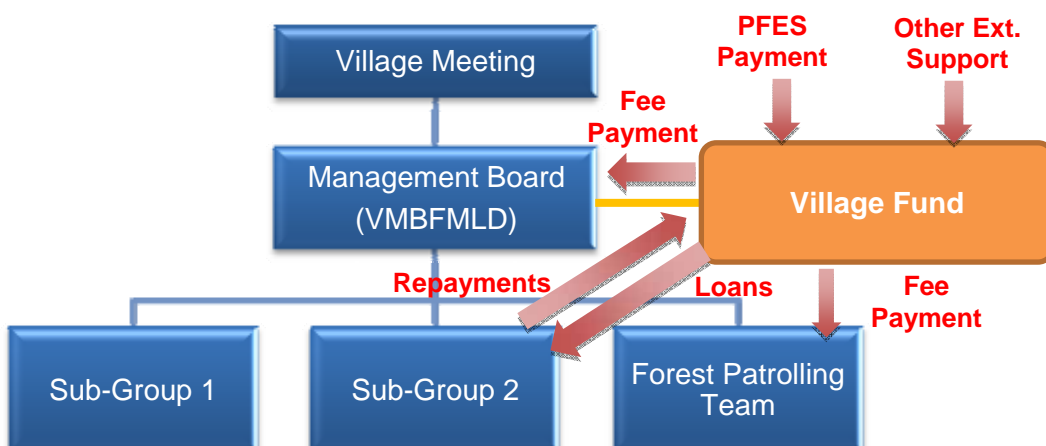 PFES
Payment
Other Ext.
Support
Village Meeting
Fee
Payment
Management Board
(VMBFMLD)
Village Fund
Repayments
Loans
Fee
Payment
Sub-Group 1
Sub-Group 2
Forest Patrolling
Team